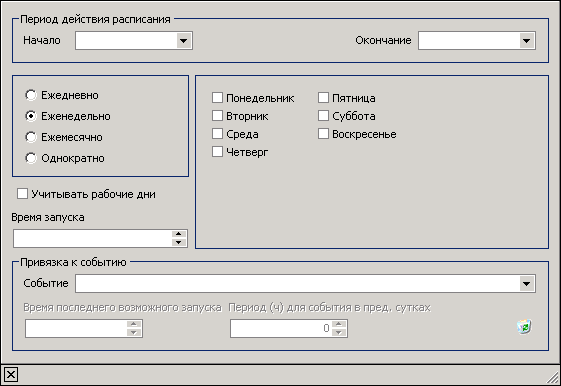 Период действия расписания
Начало Окончание
Ежедневно
Еженедельно
Ежемесячно
Однократно
Понедельник Пятница
Вторник Суббота
Среда Воскресенье
Четверг
Учитывать рабочие дни
Время запуска
Привязка к событию
Событие
Время последнего возможного запуска Период (ч) для события в пред. сутках
0